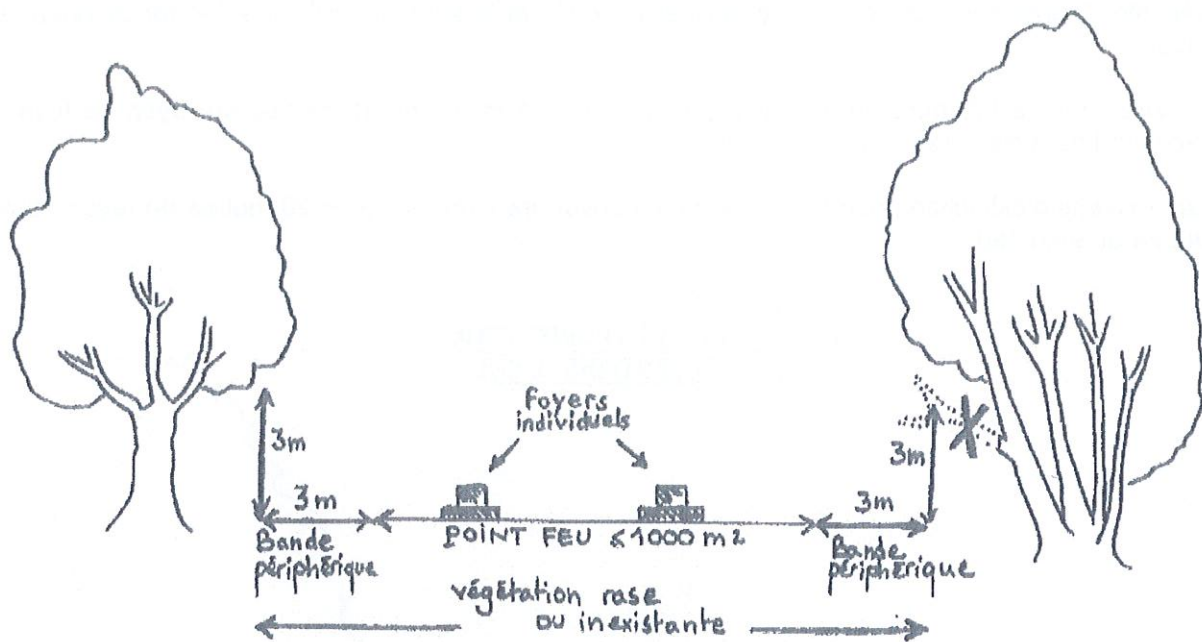 Foyers
individuels
3m
3m
3m
3m
POINT FEU ≤ 1000 m2
Bande
périphérique
Bande
périphérique
végétation rase
OU inexistante